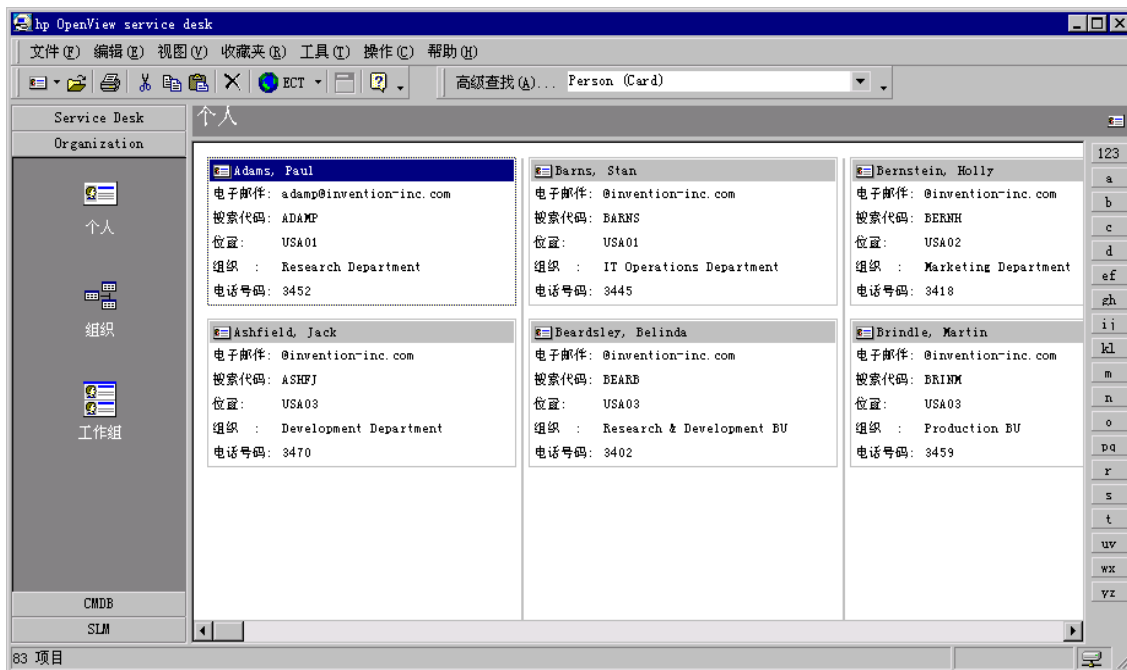 hp OpenView service desk
文件(F) 编辑(E) 视图(V) 收藏夹(R) 工具(T) 操作(C) 帮助(H)
ECT 高级查找(A)... Person (Card)
Service Desk
Organization
个人
组织
工作组
CMDB
SLM
个人
Adams, Paul
电子邮件: adamp@invention-inc.com
搜索代码: ADAMP
位置: USA01
组织 : Research Department
电话号码: 3452
Ashfield, Jack
电子邮件: @invention-inc.com
搜索代码: ASHFJ
位置: USA03
组织 : Development Department
电话号码: 3470
Barns, Stan
电子邮件: @invention-inc.com
搜索代码: BARNS
位置: USA01
组织 : IT Operations Department
电话号码: 3445
Beardsley, Belinda
电子邮件: @invention-inc.com
搜索代码: BEARB
位置: USA03
组织 : Research & Development BU
电话号码: 3402
Bernstein, Holly
电子邮件: @invention-inc.com
搜索代码: BERNH
位置: USA02
组织 : Marketing Department
电话号码: 3418
Brindle, Martin
电子邮件: @invention-inc.com
搜索代码: BRINM
位置: USA03
组织 : Production BU
电话号码: 3459
123
a
b
c
d
ef
gh
ij
kl
m
n
o
pq
r
s
t
uv
wx
yz
83 项目